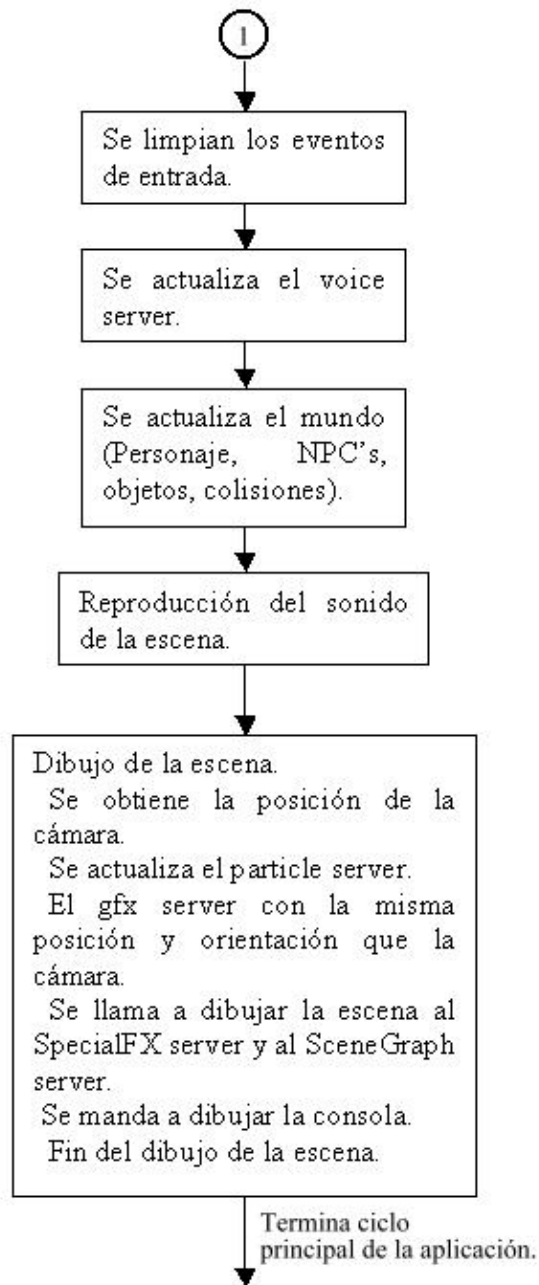 1
Se limpian los eventos
de entrada.
Se actualiza el voice
server.
Se actualiza el mundo
(Personaje, NPC's,
objetos, colisiones).
Reproducción del sonido
de la escena.
Dibujo de la escena.
Se obtiene la posición de la
cámara.
Se actualiza el particle server.
El gfx server con la misma
posición y orientación que la
cámara.
Se llama a dibujar la escena al
SpecialFX server y al SceneGraph
server.
Se manda a dibujar la consola.
Fin del dibujo de la escena.
Termina ciclo
principal de la aplicación.